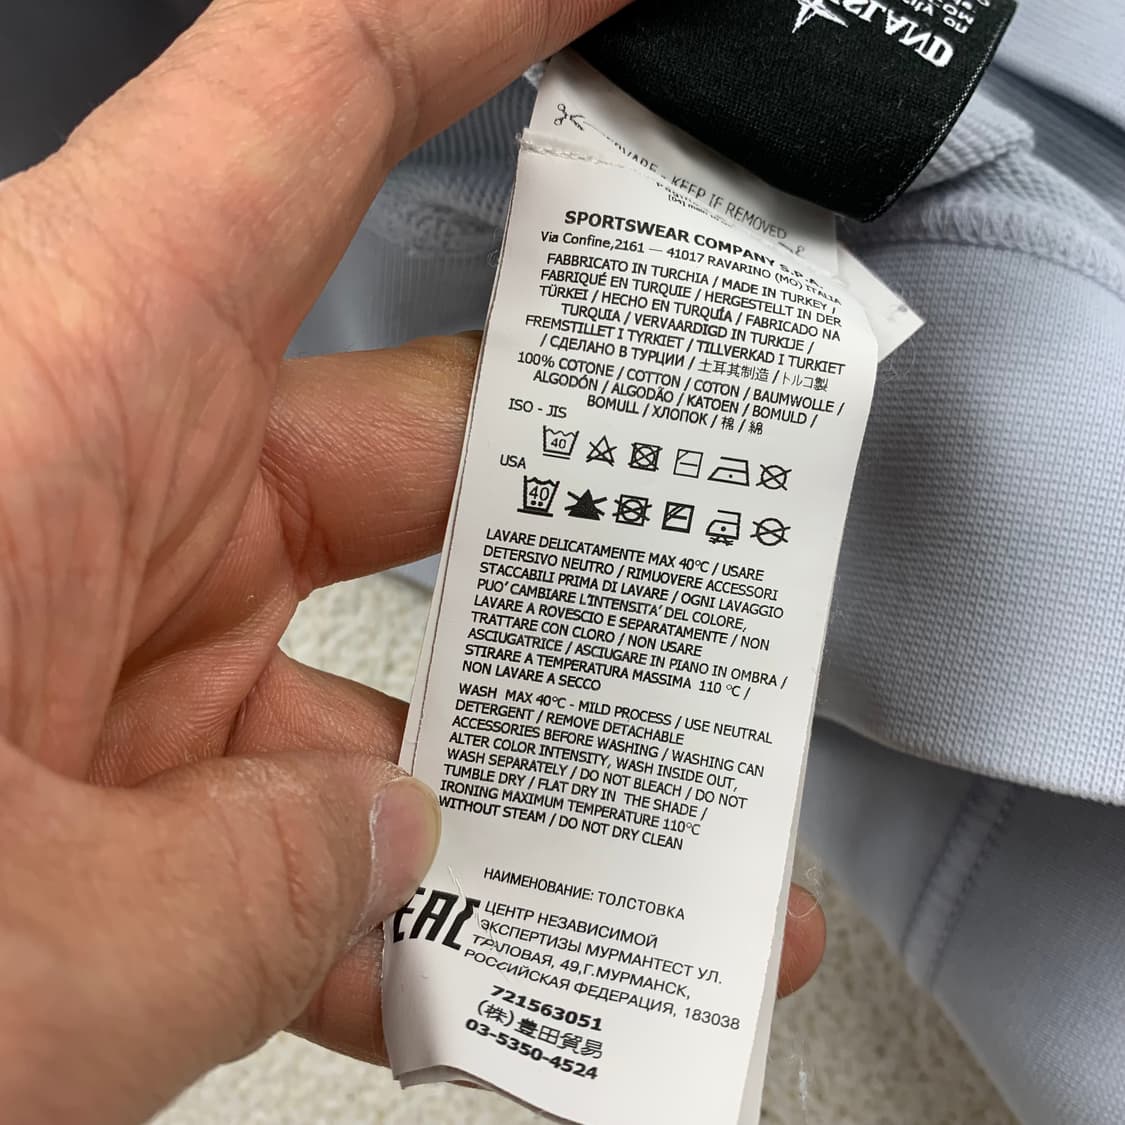 KEEP IF REMOVED
SPORTSWEAR COMPANY S.P.A.
Via Confine,2161 — 41017 RAVARINO (MO) ITALIA
FABBRICATO IN TURCHIA / MADE IN TURKEY /
FABRIQUÉ EN TURQUIE / HERGESTELLT IN DER
TÜRKEI / HECHO EN TURQUÍA / FABRICADO NA
TURQUIA / VERVAARDIGD IN TURKIJE /
FREMSTILLET I TYRKIET / TILLVERKAD I TURKIET
/ СДЕЛАНО В ТУРЦИИ / 土耳其制造 / トルコ製
100% COTONE / COTTON / COTON / BAUMWOLLE /
ALGODÓN / ALGODÃO / KATOEN / BOMULD /
BOMULL / ХЛОПОК / 棉 / 綿
ISO - JIS
40
USA
40
LAVARE DELICATAMENTE MAX 40°C / USARE
DETERSIVO NEUTRO / RIMUOVERE ACCESSORI
STACCABILI PRIMA DI LAVARE / OGNI LAVAGGIO
PUO' CAMBIARE L'INTENSITA' DEL COLORE,
LAVARE A ROVESCIO E SEPARATAMENTE / NON
TRATTARE CON CLORO / NON USARE
ASCIUGATRICE / ASCIUGARE IN PIANO IN OMBRA /
STIRARE A TEMPERATURA MASSIMA 110 °C /
NON LAVARE A SECCO
WASH MAX 40°C - MILD PROCESS / USE NEUTRAL
DETERGENT / REMOVE DETACHABLE
ACCESSORIES BEFORE WASHING / WASHING CAN
ALTER COLOR INTENSITY, WASH INSIDE OUT,
WASH SEPARATELY / DO NOT BLEACH / DO NOT
TUMBLE DRY / FLAT DRY IN THE SHADE /
IRONING MAXIMUM TEMPERATURE 110°C
WITHOUT STEAM / DO NOT DRY CLEAN
НАИМЕНОВАНИЕ: ТОЛСТОВКА
EAC
ЦЕНТР НЕЗАВИСИМОЙ
ЭКСПЕРТИЗЫ МУРМАНТЕСТ УЛ.
ТРАЛОВАЯ, 49,Г.МУРМАНСК,
РОССИЙСКАЯ ФЕДЕРАЦИЯ, 183038
721563051
(株) 豊田貿易
03-5350-4524